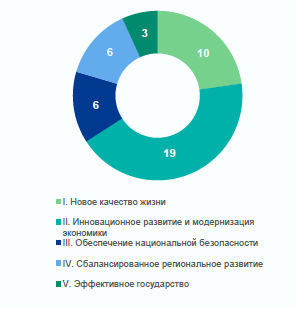 3
10
6
6
19
I. Новое качество жизни
II. Инновационное развитие и модернизация
экономики
III. Обеспечение национальной безопасности
IV. Сбалансированное региональное развитие
V. Эффективное государство